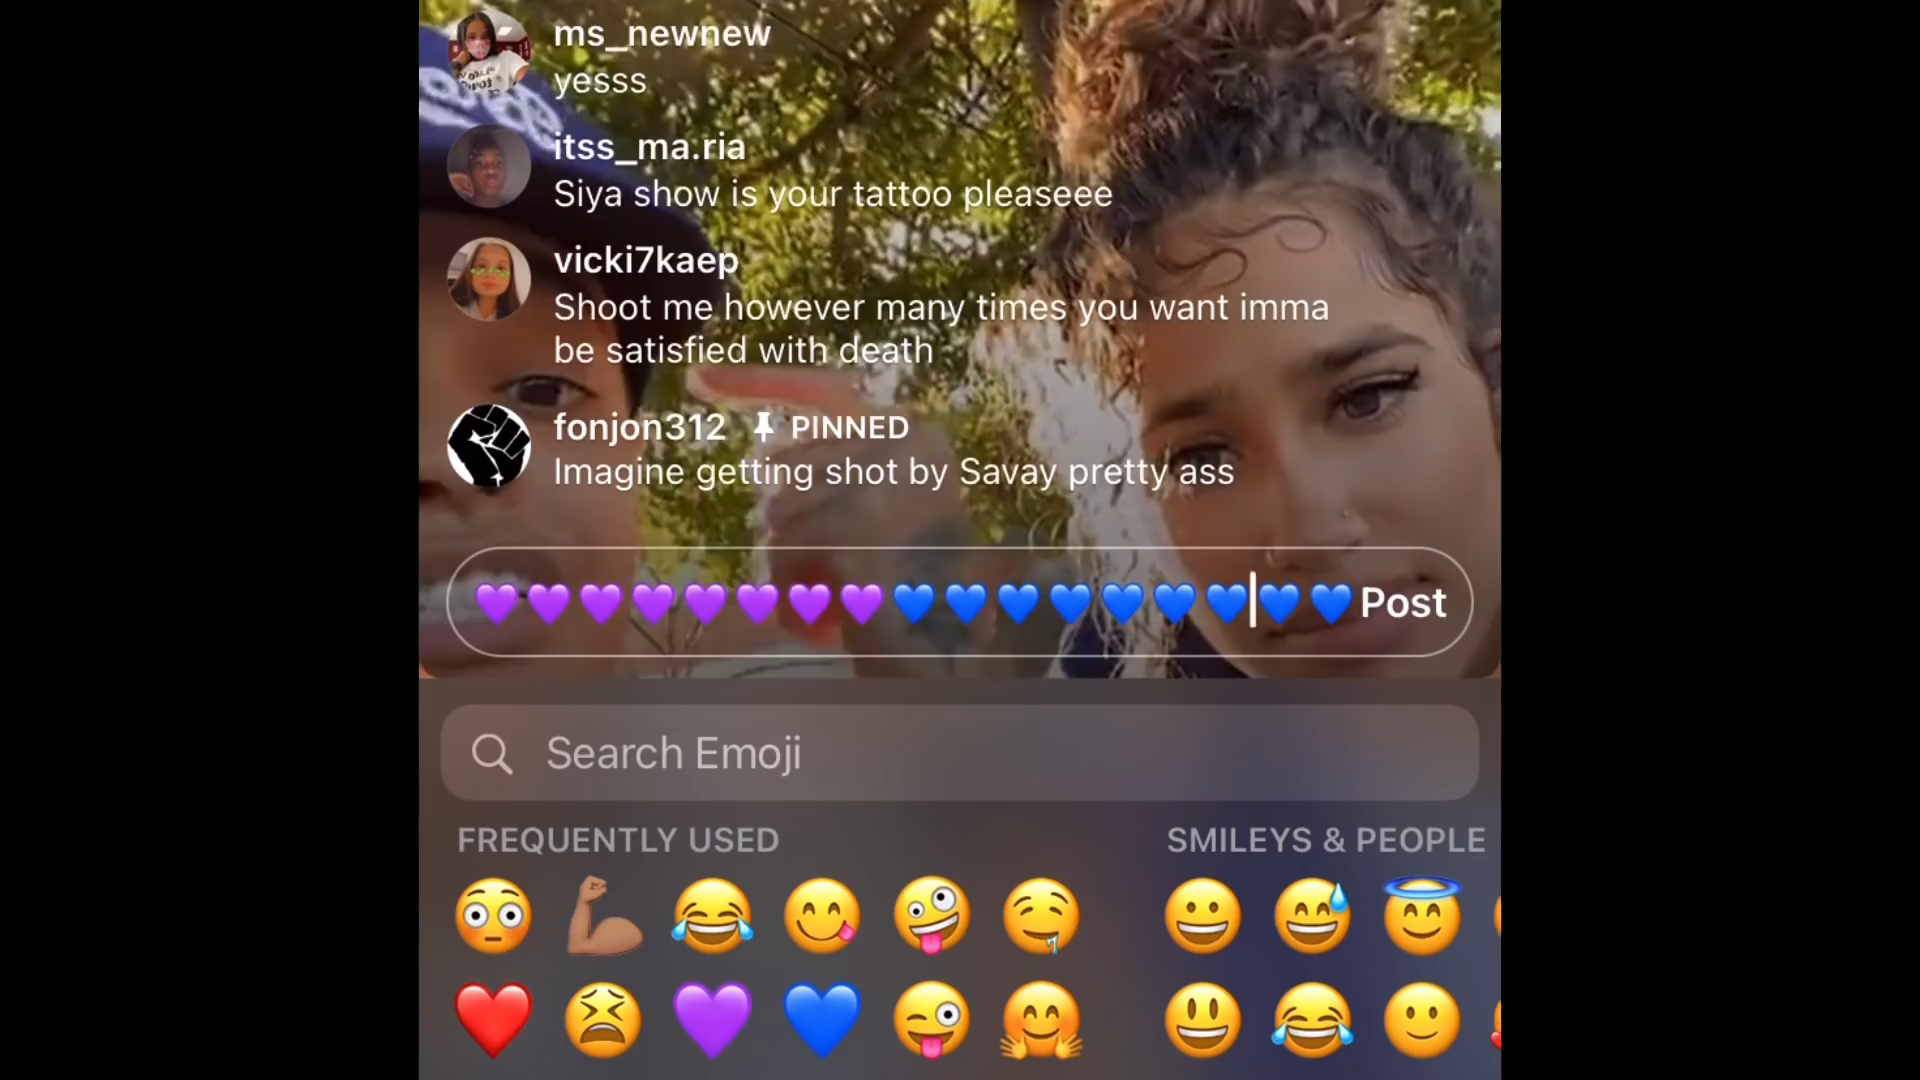 ms_newnew
yesss
itss_ma.ria
Siya show is your tattoo pleaseee
vicki7kaep
Shoot me however many times you want imma
be satisfied with death
fonjon312 PINNED
Imagine getting shot by Savay pretty ass
💜💜💜💜💜💜💜💜💙💙💙💙💙💙💙💙💙 Post
Search Emoji
FREQUENTLY USED SMILEYS & PEOPLE